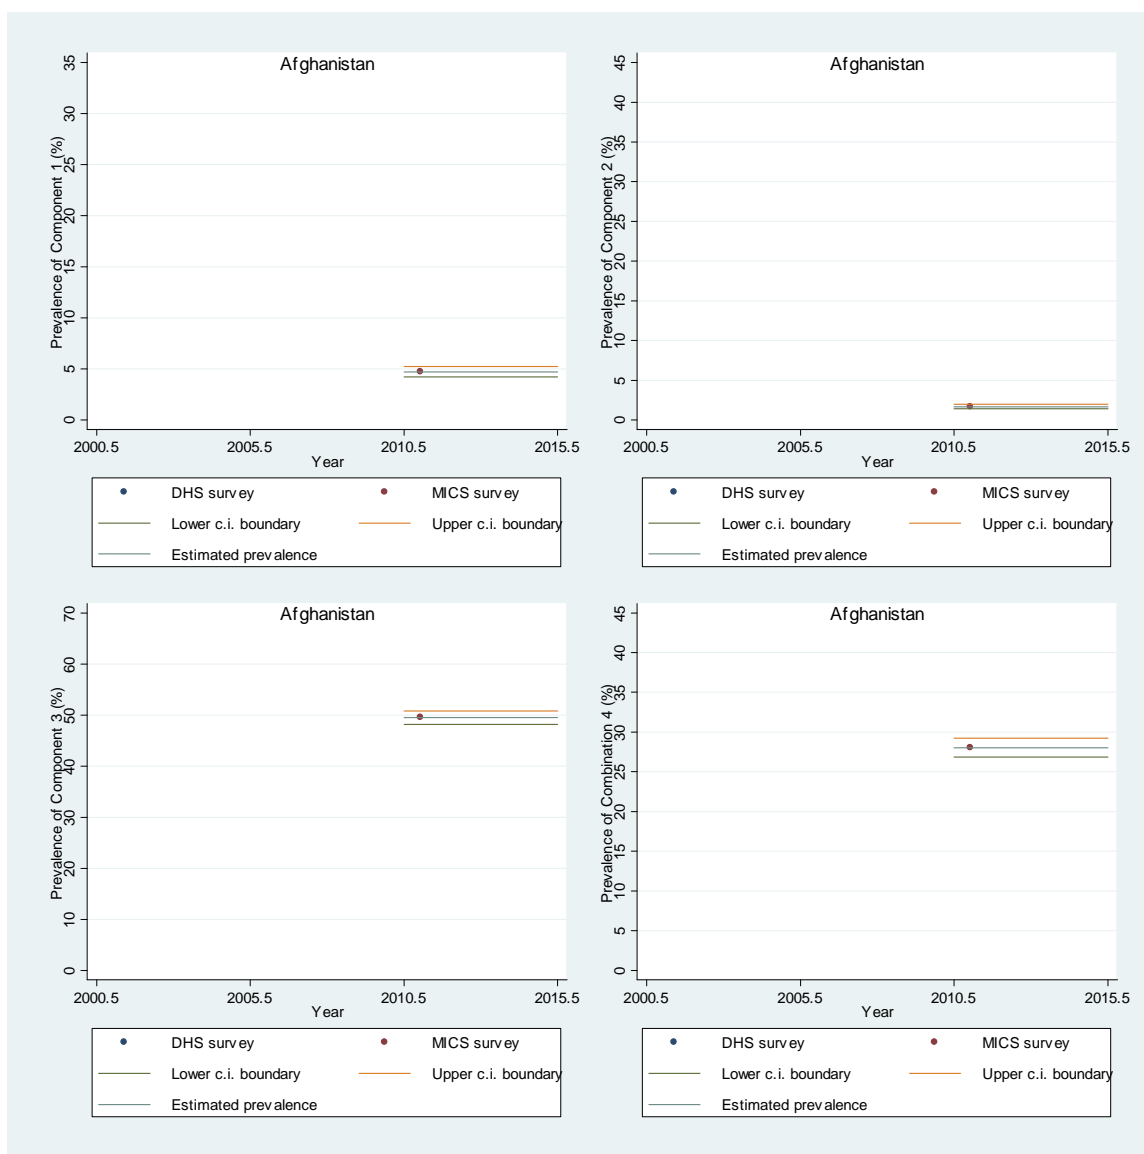 Afghanistan
Prevalence of Component 1 (%)
35
30
25
20
15
10
5
0
2000.5 2005.5 2010.5 2015.5
Year
DHS survey MICS survey
Lower c.i. boundary Upper c.i. boundary
Estimated prevalence
Afghanistan
Prevalence of Component 2 (%)
45
40
35
30
25
20
15
10
5
0
2000.5 2005.5 2010.5 2015.5
Year
DHS survey MICS survey
Lower c.i. boundary Upper c.i. boundary
Estimated prevalence
Afghanistan
Prevalence of Component 3 (%)
70
60
50
40
30
20
10
0
2000.5 2005.5 2010.5 2015.5
Year
DHS survey MICS survey
Lower c.i. boundary Upper c.i. boundary
Estimated prevalence
Afghanistan
Prevalence of Combination 4 (%)
45
40
35
30
25
20
15
10
5
0
2000.5 2005.5 2010.5 2015.5
Year
DHS survey MICS survey
Lower c.i. boundary Upper c.i. boundary
Estimated prevalence